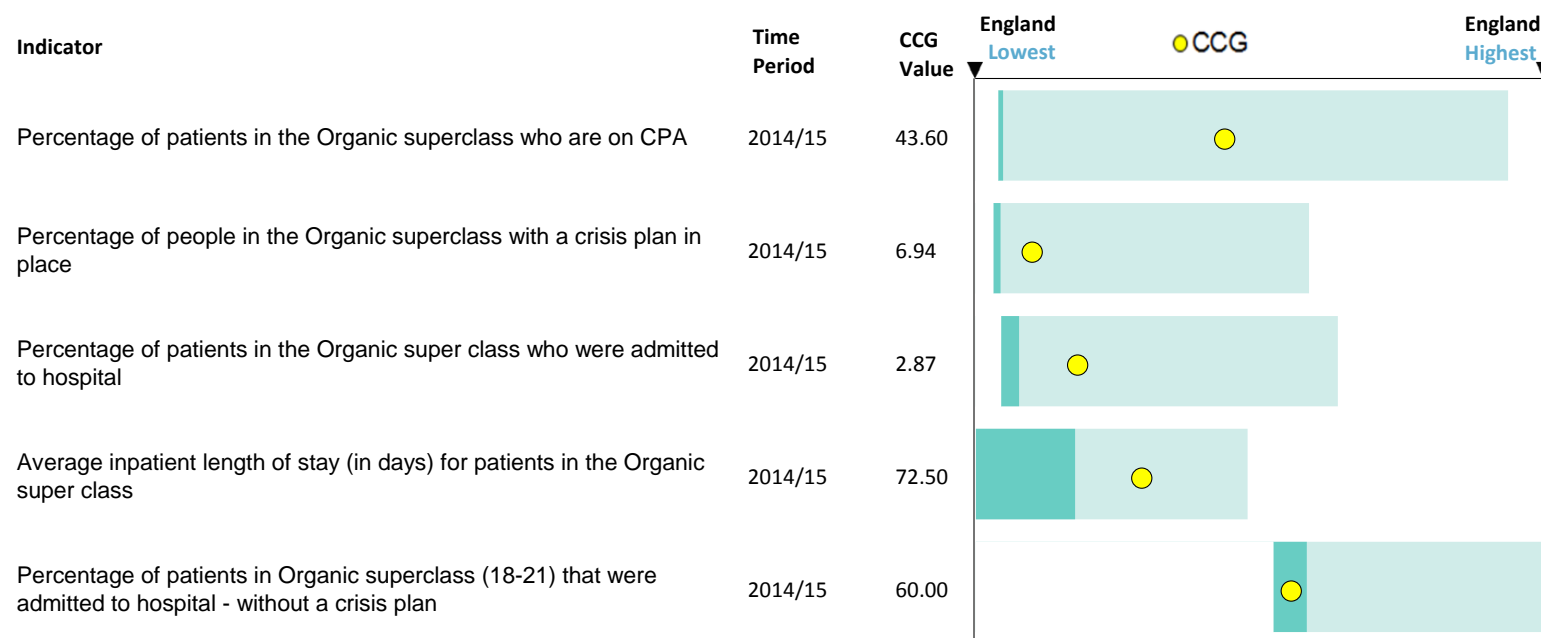 Indicator
Time
Period
CCG
Value
England
Lowest
CCG
England
Highest
Percentage of patients in the Organic superclass who are on CPA 2014/15 43.60
Percentage of people in the Organic superclass with a crisis plan in
place
2014/15 6.94
Percentage of patients in the Organic super class who were admitted
to hospital
2014/15 2.87
Average inpatient length of stay (in days) for patients in the Organic
super class
2014/15 72.50
Percentage of patients in Organic superclass (18-21) that were
admitted to hospital - without a crisis plan
2014/15 60.00